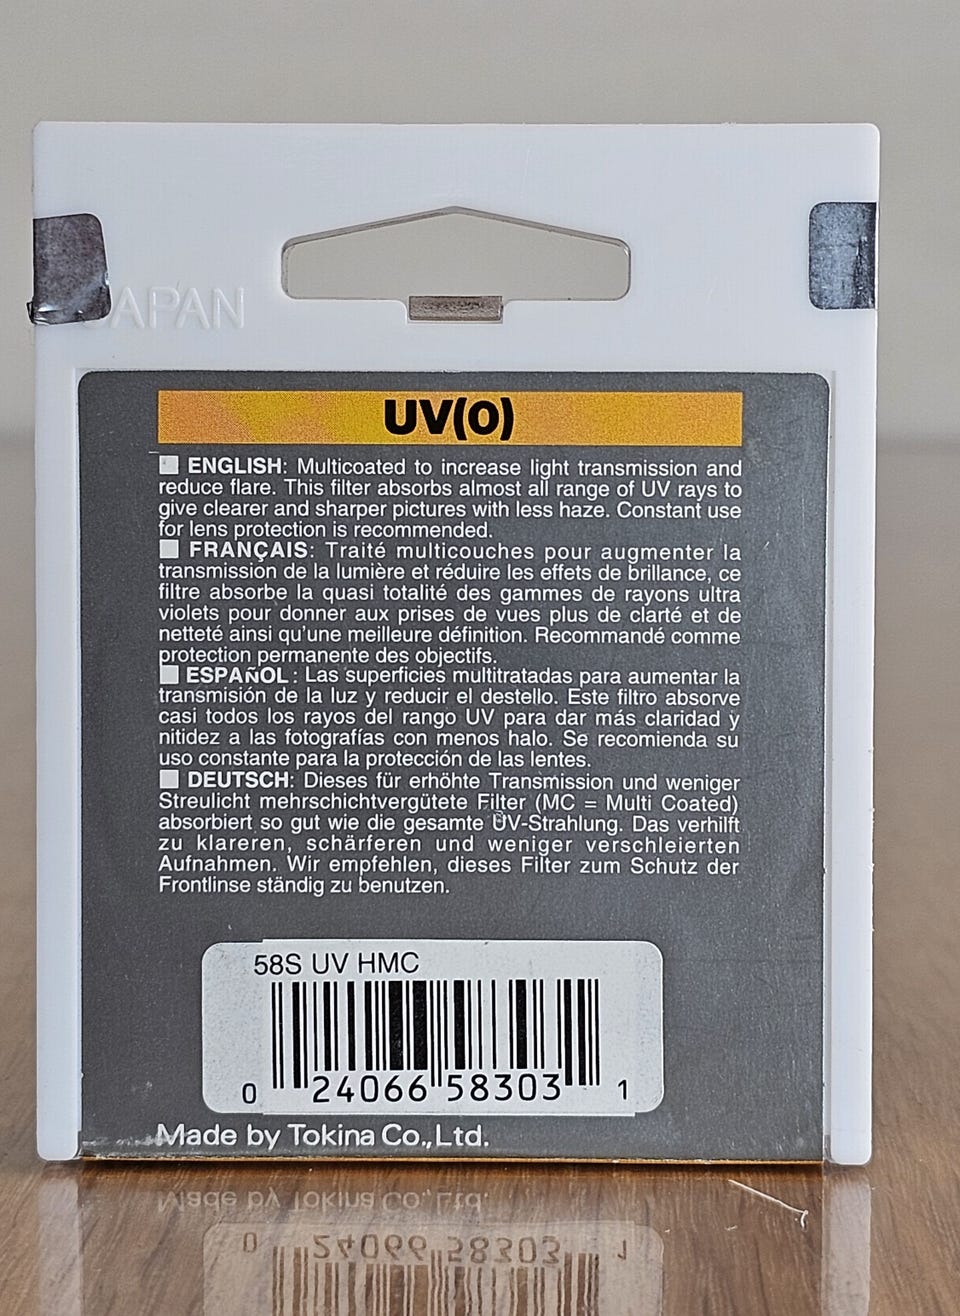 JAPAN
UV(0)
ENGLISH: Multicoated to increase light transmission and
reduce flare. This filter absorbs almost all range of UV rays to
give clearer and sharper pictures with less haze. Constant use
for lens protection is recommended.
FRANÇAIS: Traité multicouches pour augmenter la
transmission de la lumière et réduire les effets de brillance, ce
filtre absorbe la quasi totalité des gammes de rayons ultra
violets pour donner aux prises de vues plus de clarté et de
netteté ainsi qu'une meilleure définition. Recommandé comme
protection permanente des objectifs.
ESPAÑOL: Las superficies multitratadas para aumentar la
transmisión de la luz y reducir el destello. Este filtro absorve
casi todos los rayos del rango UV para dar más claridad y
nitidez a las fotografías con menos halo. Se recomienda su
uso constante para la protección de las lentes.
DEUTSCH: Dieses für erhöhte Transmission und weniger
Streulicht mehrschichtvergütete Filter (MC = Multi Coated)
absorbiert so gut wie die gesamte UV-Strahlung. Das verhilft
zu klareren, schärferen und weniger verschleierten
Aufnahmen. Wir empfehlen, dieses Filter zum Schutz der
Frontlinse ständig zu benutzen.
58S UV HMC
0 24066 58303 1
Made by Tokina Co.,Ltd.